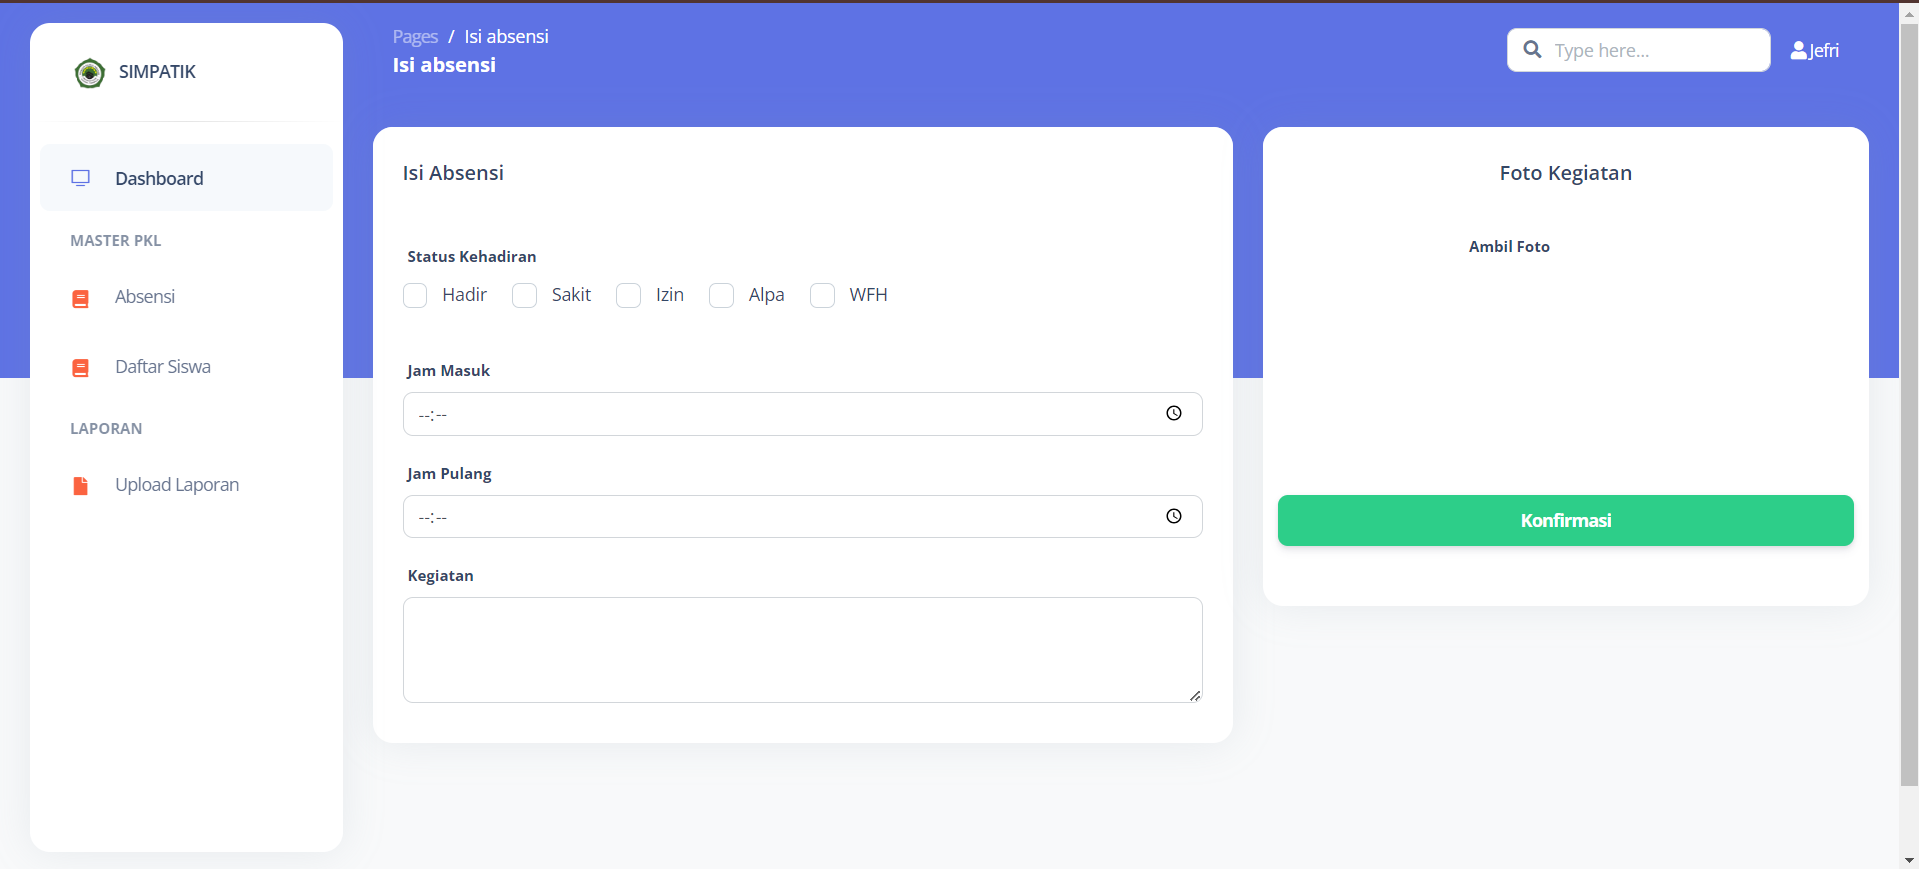 SIMPATIK
Dashboard
MASTER PKL
Absensi
Daftar Siswa
LAPORAN
Upload Laporan
Pages / Isi absensi
Isi absensi
Type here...
Jefri
Isi Absensi
Status Kehadiran
Hadir Sakit Izin Alpa WFH
Jam Masuk
--:--
Jam Pulang
--:--
Kegiatan
Foto Kegiatan
Ambil Foto
Konfirmasi